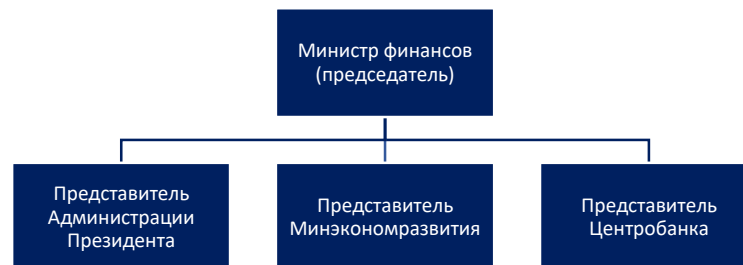 Министр финансов
(председатель)
Представитель
Администрации
Президента
Представитель
Минэкономразвития
Представитель
Центробанка